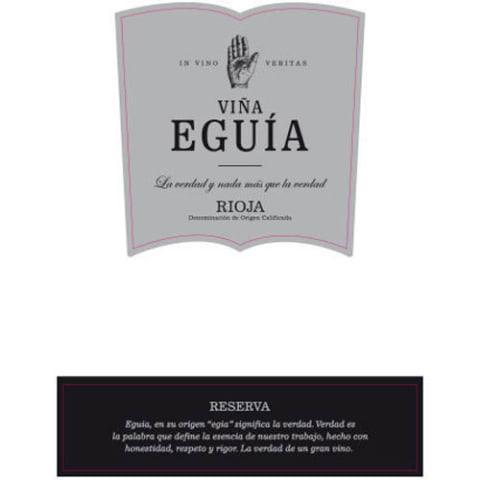 IN VINO VERITAS
VIÑA
EGUÍA
La verdad y nada más que la verdad
RIOJA
Denominación de Origen Calificada
RESERVA
Eguia, en su origen "egia" significa la verdad. Verdad es
la palabra que define la esencia de nuestro trabajo, hecho con
honestidad, respeto y rigor. La verdad de un gran vino.